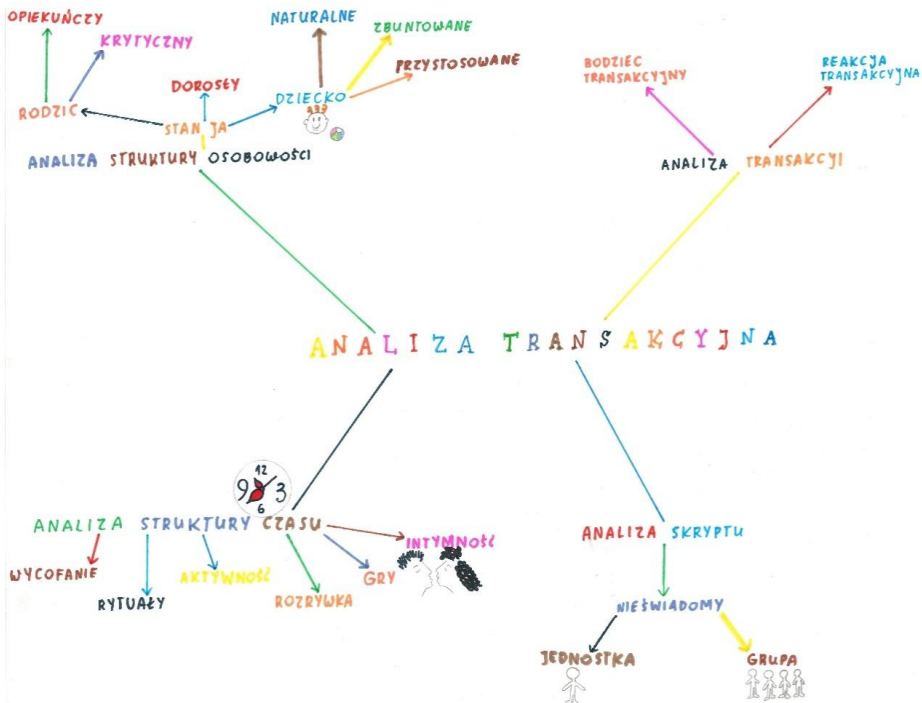 OPIEKUŃCZY
KRYTYCZNY
RODZIC
STAN JA
DOROSŁY
DZIECKO
NATURALNE
ZBUNTOWANE
PRZYSTOSOWANE
ANALIZA STRUKTURY OSOBOWOŚCI
BODZIEC
TRANSAKCYJNY
REAKCJA
TRANSAKCYJNA
ANALIZA TRANSAKCYI
ANALIZA TRANSAKCYJNA
12
9 3
6
ANALIZA STRUKTURY CZASU
WYCOFANIE
RYTUAŁY
AKTYWNOŚĆ
ROZRYWKA
GRY
INTYMNOŚĆ
ANALIZA SKRYPTU
NIEŚWIADOMY
JEDNOSTKA
GRUPA